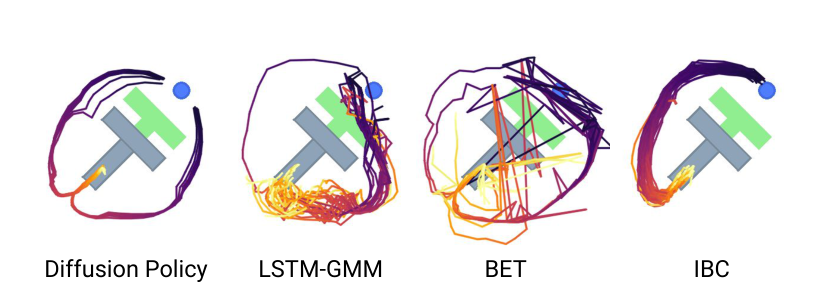 Diffusion Policy
LSTM-GMM
BET
IBC